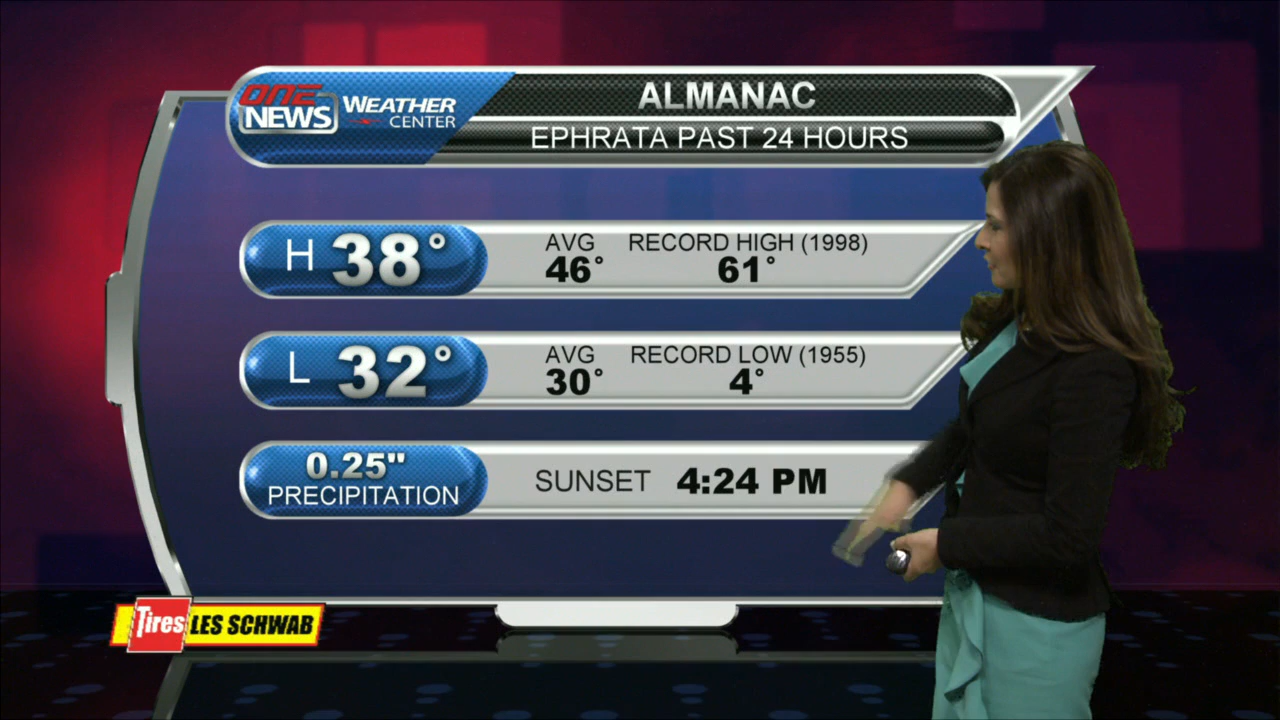 ONE
NEWS
WEATHER
CENTER
ALMANAC
EPHRATA PAST 24 HOURS
H 38°
AVG
46°
RECORD HIGH (1998)
61°
L 32°
AVG
30°
RECORD LOW (1955)
4°
0.25"
PRECIPITATION
SUNSET 4:24 PM
Tires LES SCHWAB